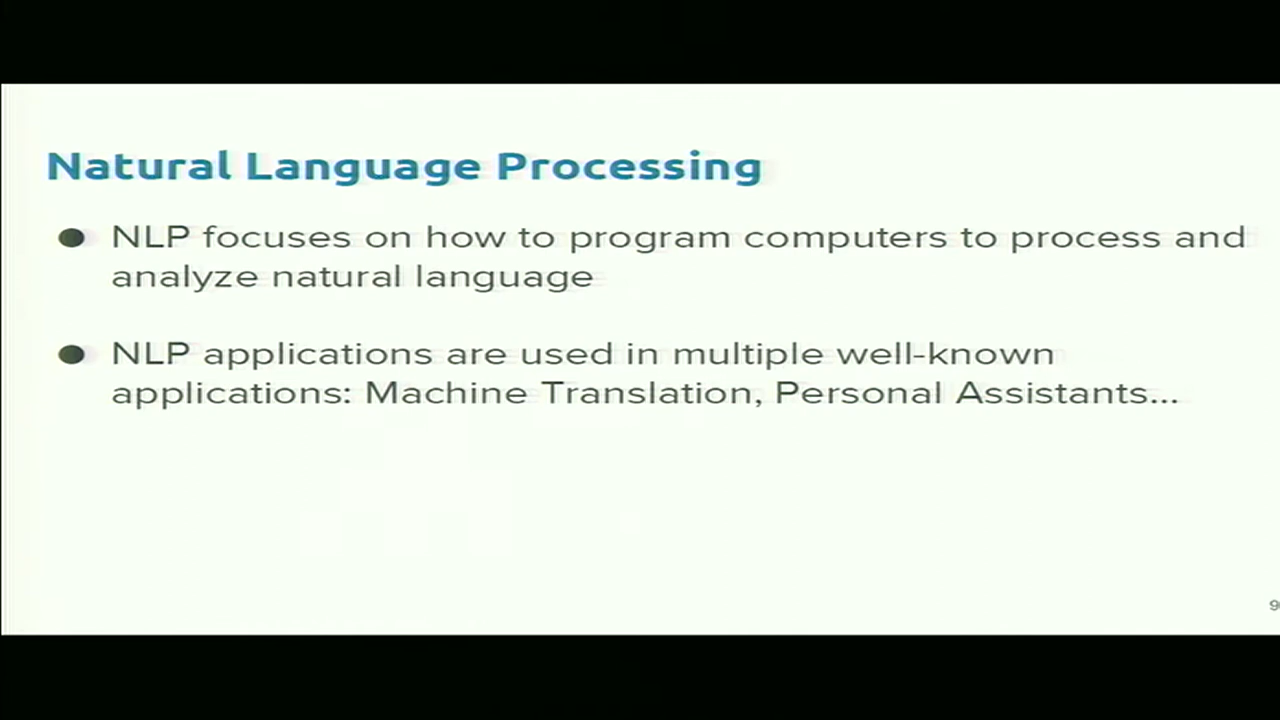 Natural Language Processing
● NLP focuses on how to program computers to process and
analyze natural language
● NLP applications are used in multiple well-known
applications: Machine Translation, Personal Assistants...
9